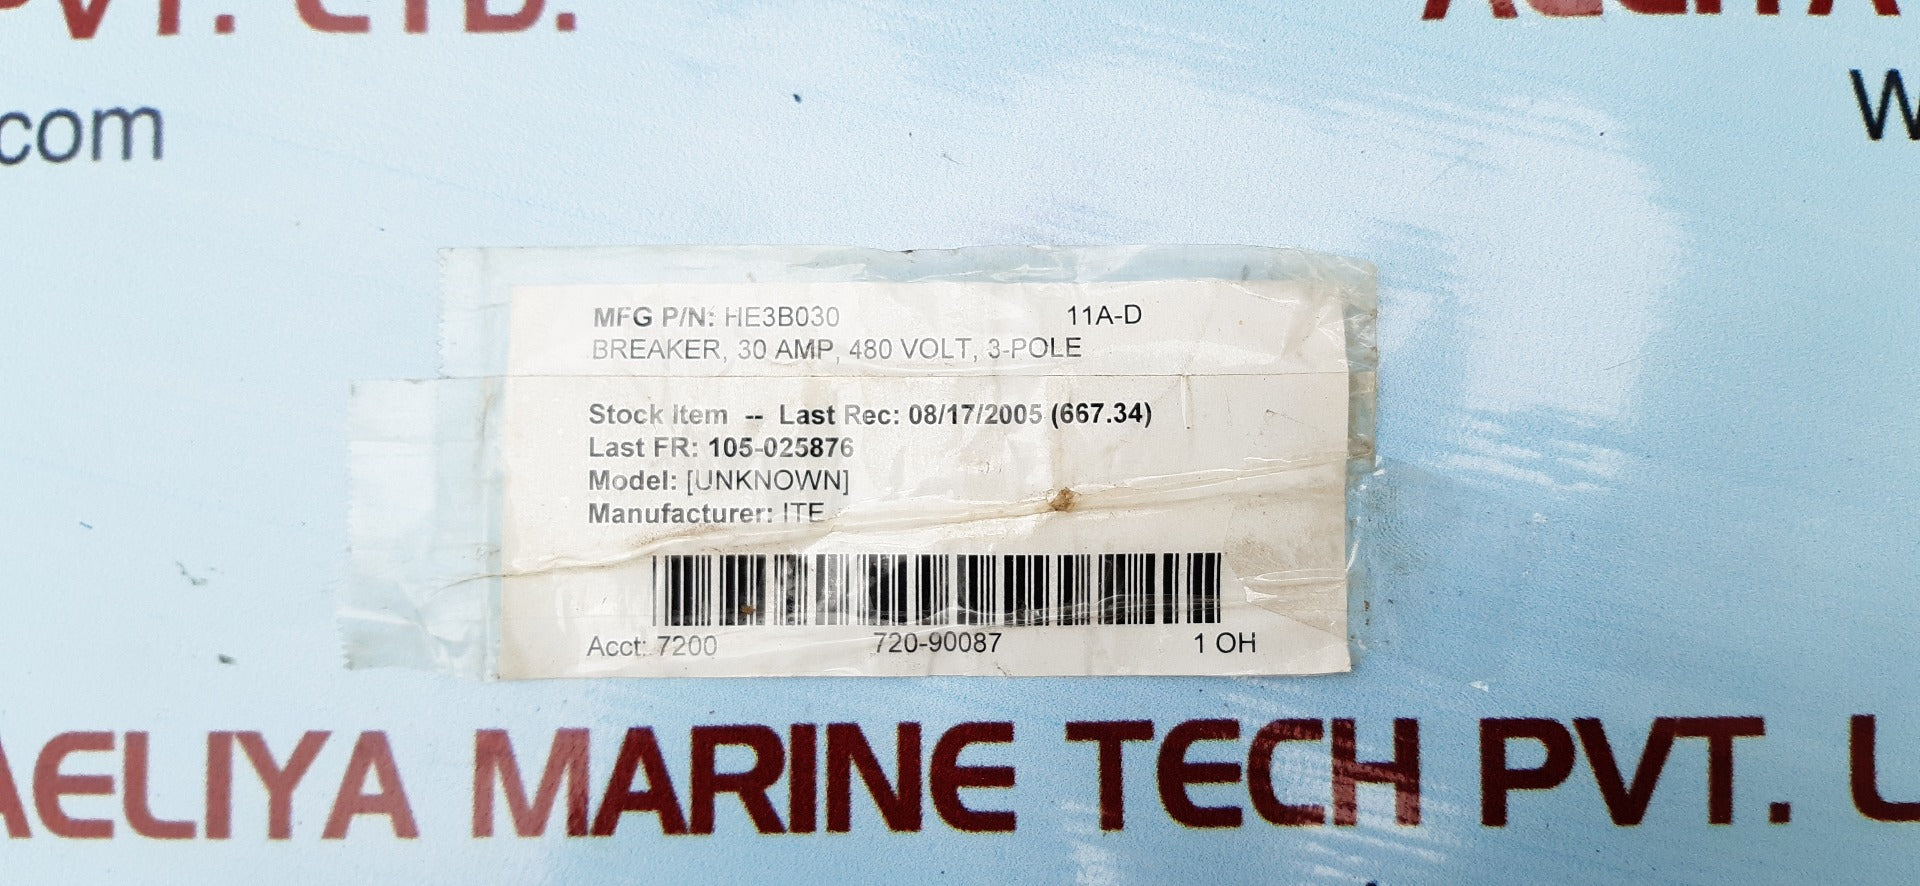 PVT. LTD.
AELIYA
.com
W
MFG P/N: HE3B030 11A-D
BREAKER, 30 AMP, 480 VOLT, 3-POLE
Stock Item -- Last Rec: 08/17/2005 (667.34)
Last FR: 105-025876
Model: [UNKNOWN]
Manufacturer: ITE
Acct: 7200 720-90087 1 OH
AELIYA MARINE TECH PVT. L